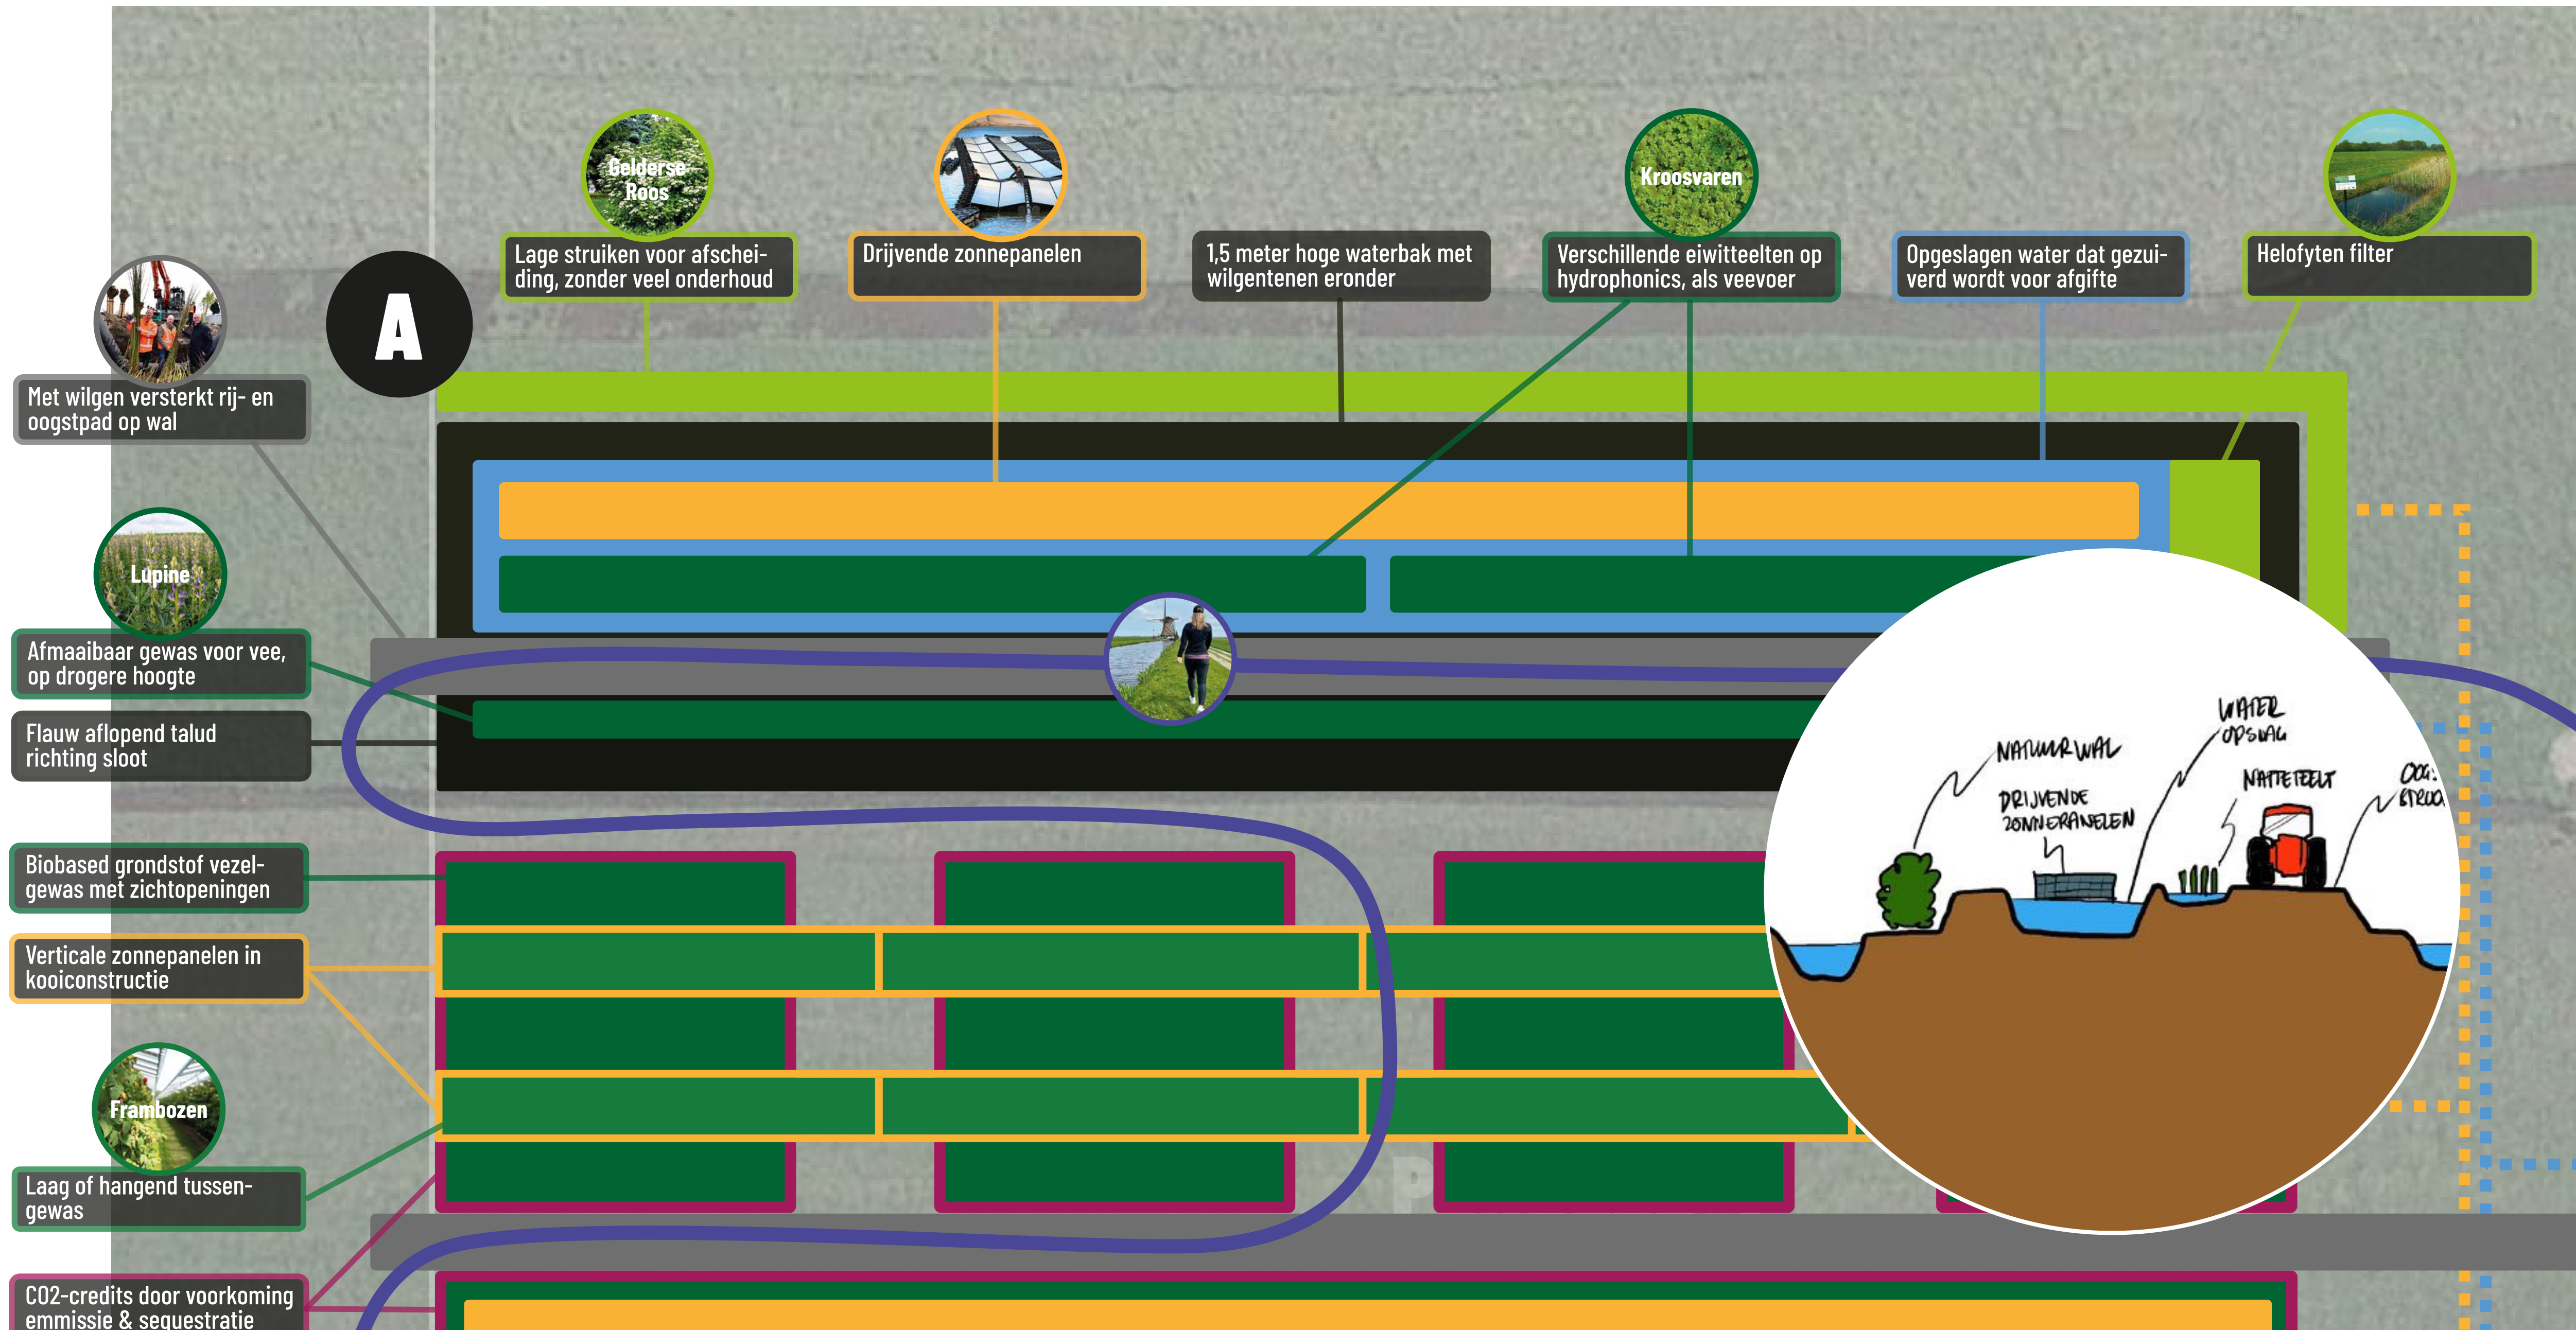 Gelderse
Roos
Lage struiken voor afschei-
ding, zonder veel onderhoud
Drijvende zonnepanelen
1,5 meter hoge waterbak met
wilgentenen eronder
Kroosvaren
Verschillende eiwitteelten op
hydrophonics, als veevoer
Opgeslagen water dat gezui-
verd wordt voor afgifte
Helofyten filter
A
Met wilgen versterkt rij- en
oogstpad op wal
Lupine
Afmaaibaar gewas voor vee,
op drogere hoogte
Flauw aflopend talud
richting sloot
NATUURWAL
WATER
OPSLAG
DRIJVENDE
ZONNEPANELEN
NATTETEELT
Biobased grondstof vezel-
gewas met zichtopeningen
Verticale zonnepanelen in
kooiconstructie
Frambozen
Laag of hangend tussen-
gewas
P
CO2-credits door voorkoming
emmissie & sequestratie